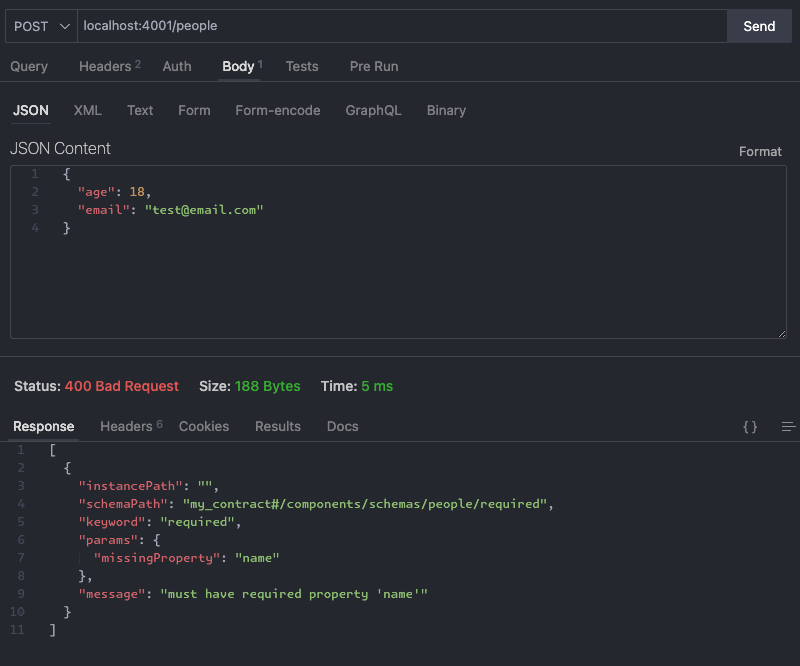 POST localhost:4001/people Send
Query Headers 2 Auth Body 1 Tests Pre Run
JSON XML Text Form Form-encode GraphQL Binary
JSON Content Format
1 {
2 "age": 18,
3 "email": "test@email.com"
4 }
Status: 400 Bad Request Size: 188 Bytes Time: 5 ms
Response Headers 6 Cookies Results Docs {}
1 [
2 {
3 "instancePath": "",
4 "schemaPath": "my_contract#/components/schemas/people/required",
5 "keyword": "required",
6 "params": {
7 "missingProperty": "name"
8 },
9 "message": "must have required property 'name'"
10 }
11 ]